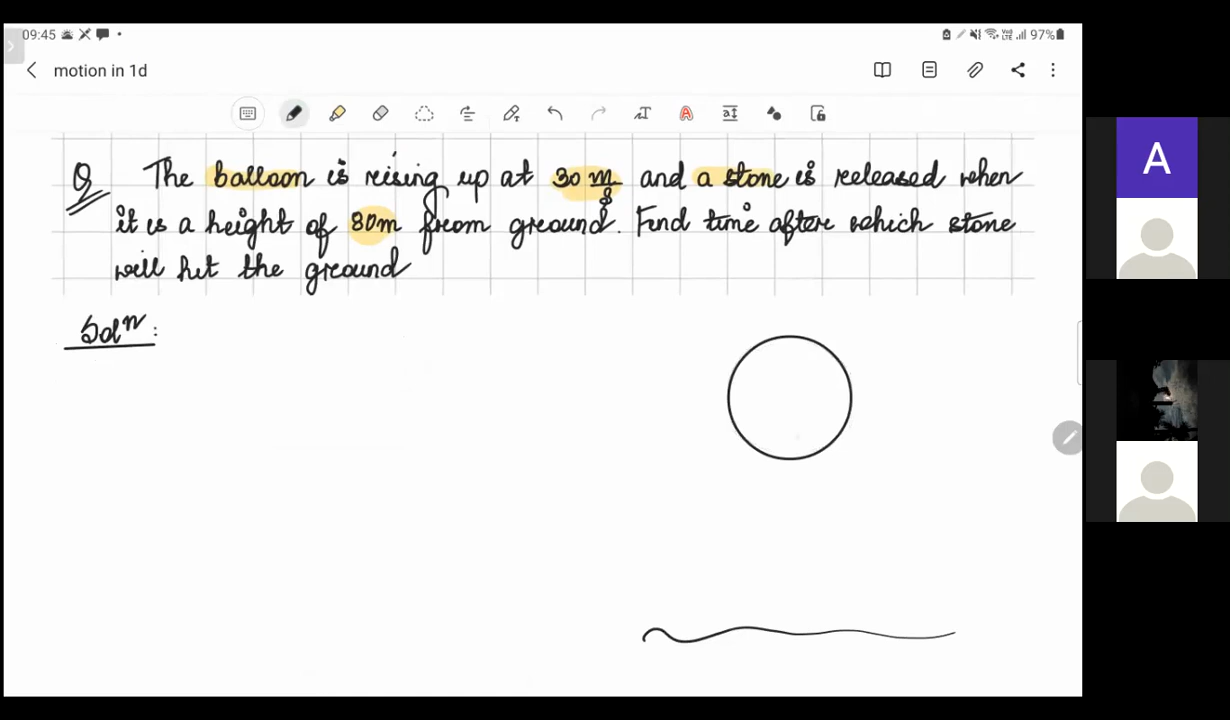 09:45
97%
motion in 1d
Q The balloon is rising up at 30 m/s and a stone is released when
it is a height of 80m from ground. Find time after which stone
will hit the ground
Solⁿ:
A